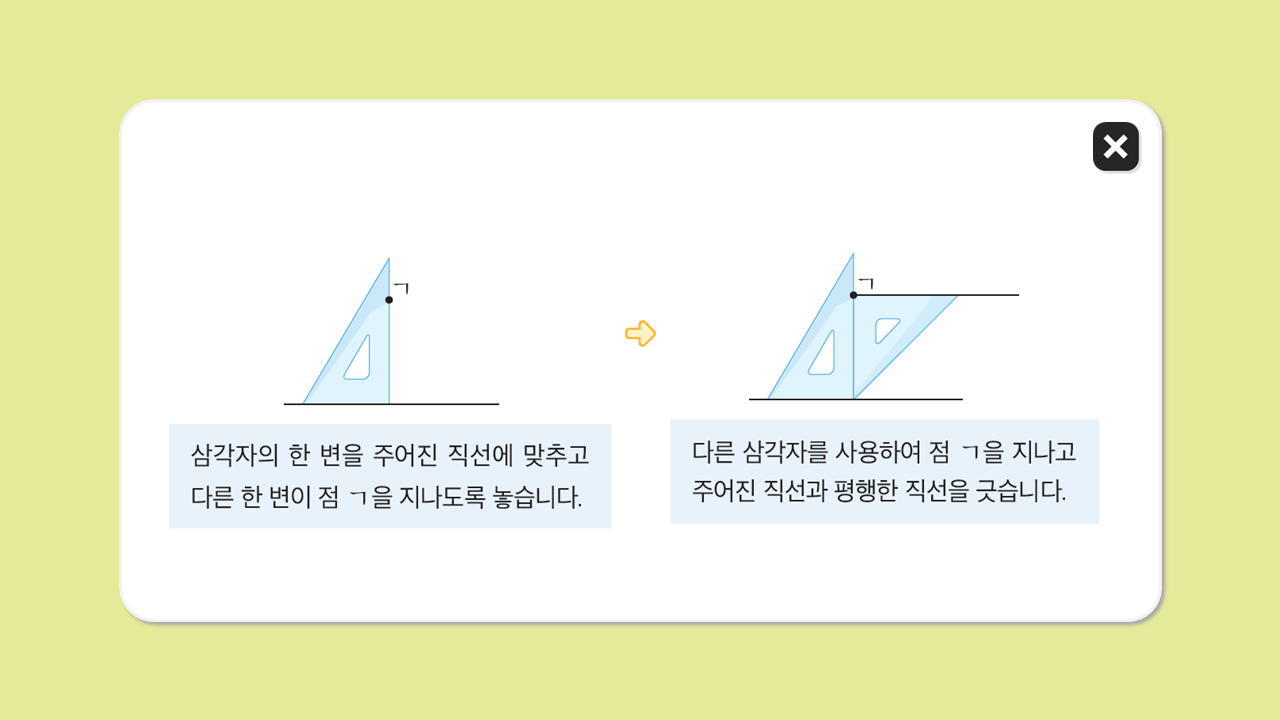 ㄱ
삼각자의 한 변을 주어진 직선에 맞추고
다른 한 변이 점 ㄱ을 지나도록 놓습니다.
ㄱ
다른 삼각자를 사용하여 점 ㄱ을 지나고
주어진 직선과 평행한 직선을 긋습니다.